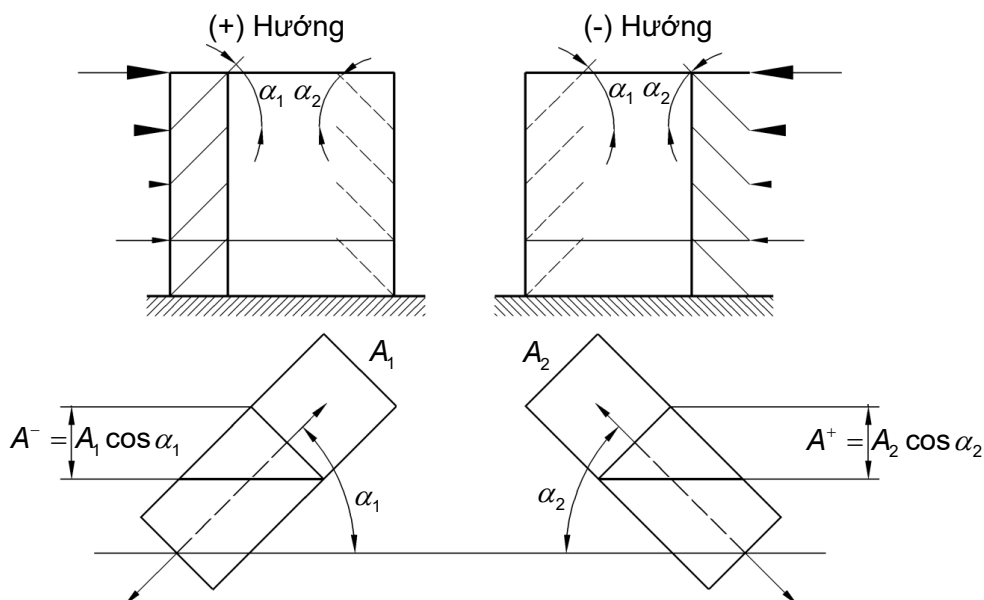 (+) Hướng
(-) Hướng
α₁ α₂
α₁ α₂
A₁
A₂
A⁻ = A₁ cos α₁
A⁺ = A₂ cos α₂
α₁
α₂